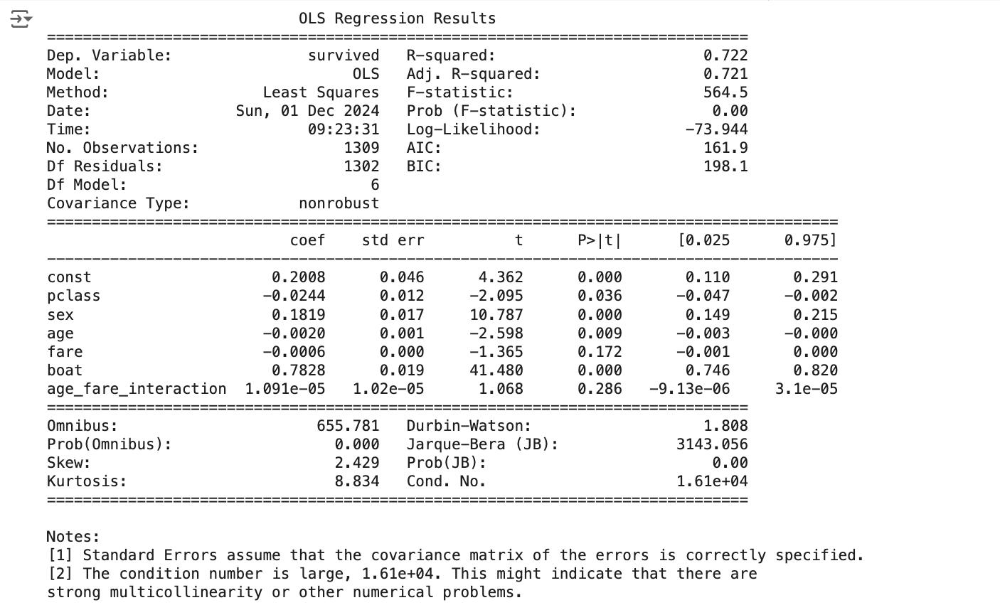 OLS Regression Results
==============================================================================
Dep. Variable: survived R-squared: 0.722
Model: OLS Adj. R-squared: 0.721
Method: Least Squares F-statistic: 564.5
Date: Sun, 01 Dec 2024 Prob (F-statistic): 0.00
Time: 09:23:31 Log-Likelihood: -73.944
No. Observations: 1309 AIC: 161.9
Df Residuals: 1302 BIC: 198.1
Df Model: 6
Covariance Type: nonrobust
========================================================================================
coef std err t P>|t| [0.025 0.975]
----------------------------------------------------------------------------------------
const 0.2008 0.046 4.362 0.000 0.110 0.291
pclass -0.0244 0.012 -2.095 0.036 -0.047 -0.002
sex 0.1819 0.017 10.787 0.000 0.149 0.215
age -0.0020 0.001 -2.598 0.009 -0.003 -0.000
fare -0.0006 0.000 -1.365 0.172 -0.001 0.000
boat 0.7828 0.019 41.480 0.000 0.746 0.820
age_fare_interaction 1.091e-05 1.02e-05 1.068 0.286 -9.13e-06 3.1e-05
==============================================================================
Omnibus: 655.781 Durbin-Watson: 1.808
Prob(Omnibus): 0.000 Jarque-Bera (JB): 3143.056
Skew: 2.429 Prob(JB): 0.00
Kurtosis: 8.834 Cond. No. 1.61e+04
==============================================================================
Notes:
[1] Standard Errors assume that the covariance matrix of the errors is correctly specified.
[2] The condition number is large, 1.61e+04. This might indicate that there are
strong multicollinearity or other numerical problems.